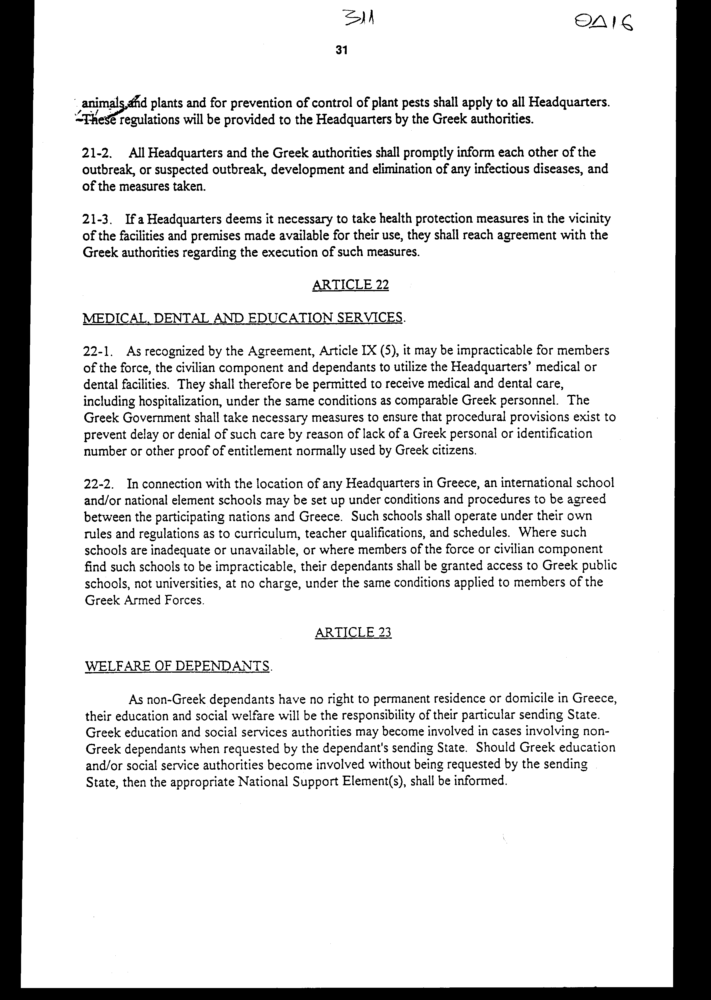 311
ΘΔ16
31
animals and plants and for prevention of control of plant pests shall apply to all Headquarters.
These regulations will be provided to the Headquarters by the Greek authorities.
21-2. All Headquarters and the Greek authorities shall promptly inform each other of the
outbreak, or suspected outbreak, development and elimination of any infectious diseases, and
of the measures taken.
21-3. If a Headquarters deems it necessary to take health protection measures in the vicinity
of the facilities and premises made available for their use, they shall reach agreement with the
Greek authorities regarding the execution of such measures.
ARTICLE 22
MEDICAL, DENTAL AND EDUCATION SERVICES.
22-1. As recognized by the Agreement, Article IX (5), it may be impracticable for members
of the force, the civilian component and dependants to utilize the Headquarters' medical or
dental facilities. They shall therefore be permitted to receive medical and dental care,
including hospitalization, under the same conditions as comparable Greek personnel. The
Greek Government shall take necessary measures to ensure that procedural provisions exist to
prevent delay or denial of such care by reason of lack of a Greek personal or identification
number or other proof of entitlement normally used by Greek citizens.
22-2. In connection with the location of any Headquarters in Greece, an international school
and/or national element schools may be set up under conditions and procedures to be agreed
between the participating nations and Greece. Such schools shall operate under their own
rules and regulations as to curriculum, teacher qualifications, and schedules. Where such
schools are inadequate or unavailable, or where members of the force or civilian component
find such schools to be impracticable, their dependants shall be granted access to Greek public
schools, not universities, at no charge, under the same conditions applied to members of the
Greek Armed Forces.
ARTICLE 23
WELFARE OF DEPENDANTS.
As non-Greek dependants have no right to permanent residence or domicile in Greece,
their education and social welfare will be the responsibility of their particular sending State.
Greek education and social services authorities may become involved in cases involving non-
Greek dependants when requested by the dependant's sending State. Should Greek education
and/or social service authorities become involved without being requested by the sending
State, then the appropriate National Support Element(s), shall be informed.